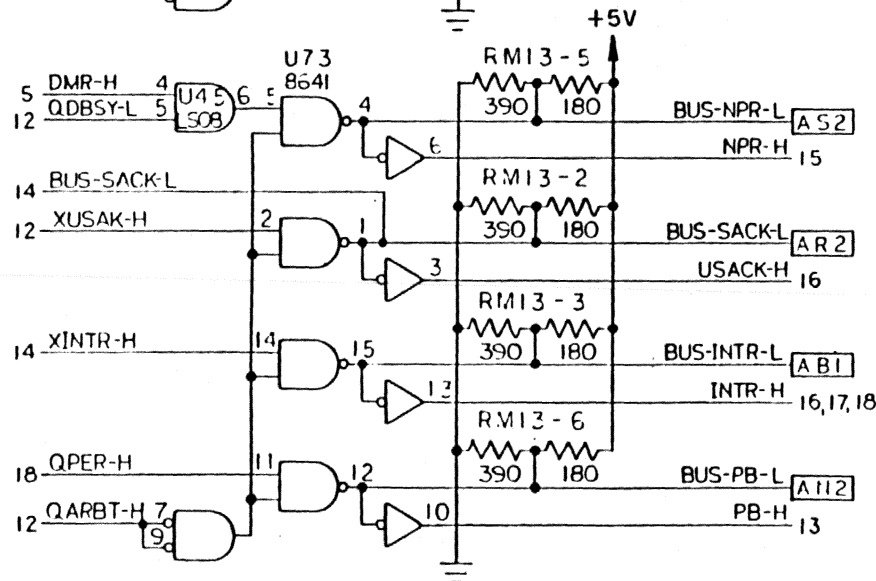 +5V
U73
8641
RM13-5
5 DMR-H 4
12 QDBSY-L 5
U45
LS08
6 5 4
390 180
BUS-NPR-L AS2
6 NPR-H 15
14 BUS-SACK-L
RM13-2
12 XUSAK-H 2 1
390 180
BUS-SACK-L AR2
3 USACK-H 16
RM13-3
14 XINTR-H 14 15
390 180
BUS-INTR-L AB1
13 INTR-H 16,17,18
RM13-6
18 QPER-H 11 12
390 180
BUS-PB-L
12 QARBT-H 7
9
10 PB-H 13